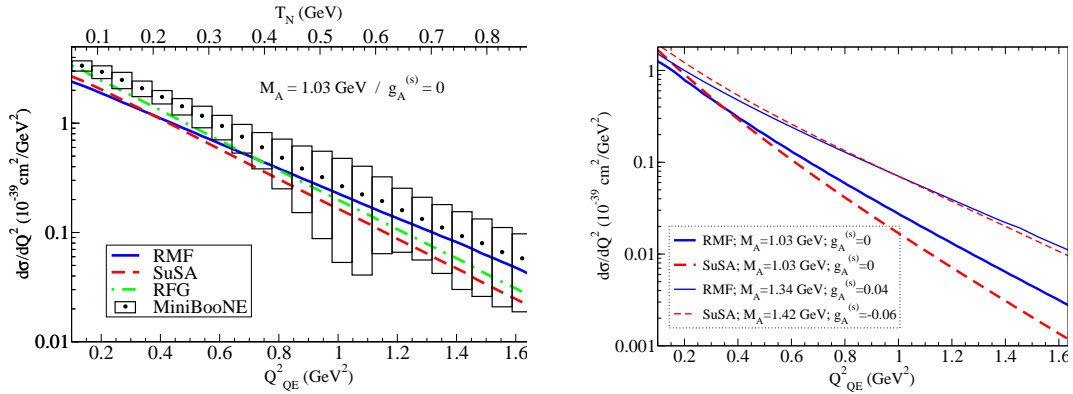 T_N (GeV)
0.1 0.2 0.3 0.4 0.5 0.6 0.7 0.8
M_A = 1.03 GeV / g_A^(s) = 0
dσ/dQ² (10⁻³⁹ cm²/GeV²)
1
0.1
0.01
RMF
SuSA
RFG
MiniBooNE
0.2 0.4 0.6 0.8 1 1.2 1.4 1.6
Q²_QE (GeV²)
dσ/dQ² (10⁻³⁹ cm²/GeV²)
1
0.1
0.01
0.001
RMF; M_A=1.03 GeV; g_A^(s)=0
SuSA; M_A=1.03 GeV; g_A^(s)=0
RMF; M_A=1.34 GeV; g_A^(s)=0.04
SuSA; M_A=1.42 GeV; g_A^(s)=-0.06
0.2 0.4 0.6 0.8 1 1.2 1.4 1.6
Q²_QE (GeV²)